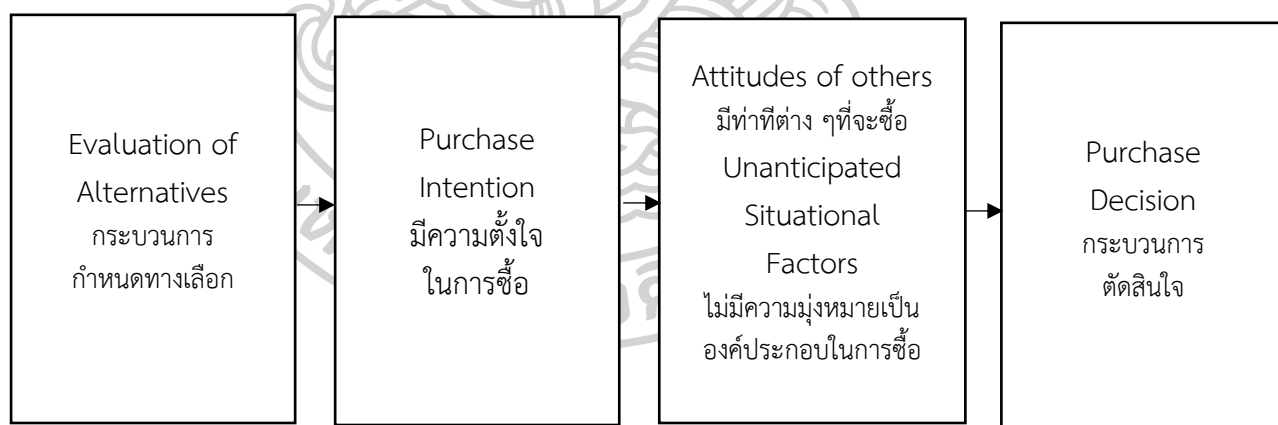 Evaluation of
Alternatives
กระบวนการ
กำหนดทางเลือก
Purchase
Intention
มีความตั้งใจ
ในการซื้อ
Attitudes of others
มีท่าทีต่าง ๆที่จะซื้อ
Unanticipated
Situational
Factors
ไม่มีความมุ่งหมายเป็น
องค์ประกอบในการซื้อ
Purchase
Decision
กระบวนการ
ตัดสินใจ